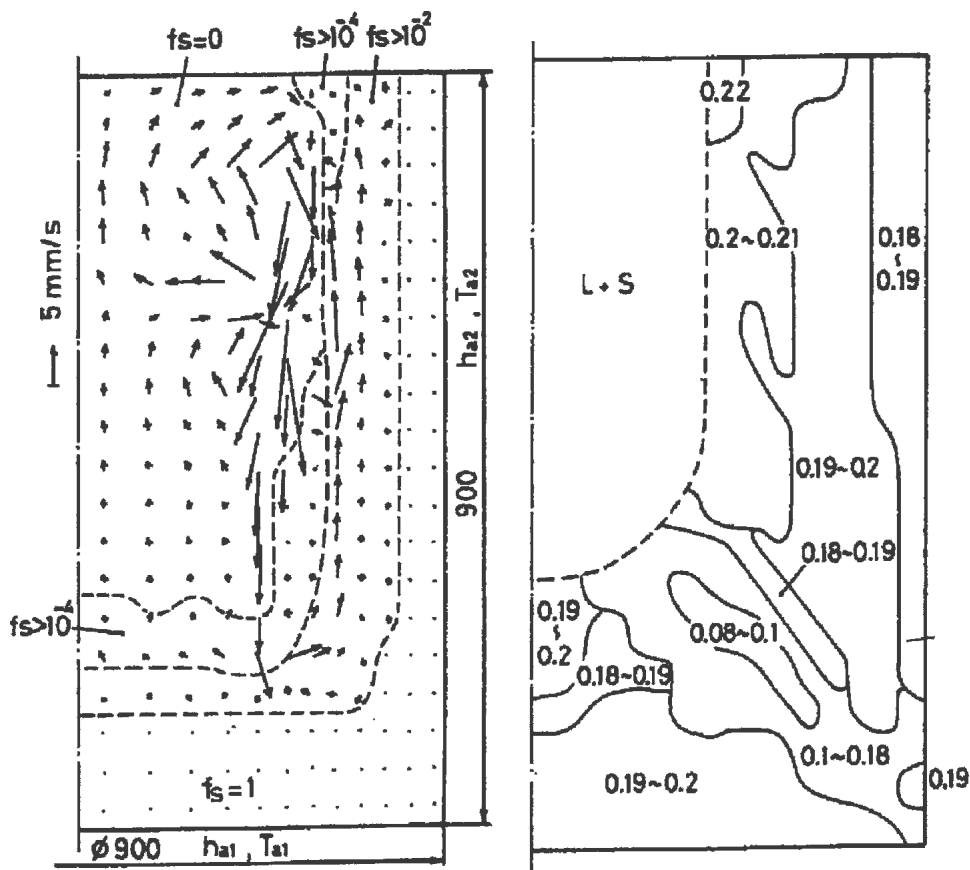 fs=0
fs>10⁻⁴
fs>10⁻²
5 mm/s
ha2 , Ta2
900
fs>10⁻⁴
fs=1
Ø900 ha1 , Ta1
0.22
0.2~0.21
0.18
~
0.19
L+S
0.19~0.2
0.18~0.19
0.19
~
0.2
0.08~0.1
0.18~0.19
0.1~0.18
0.19~0.2
0.19